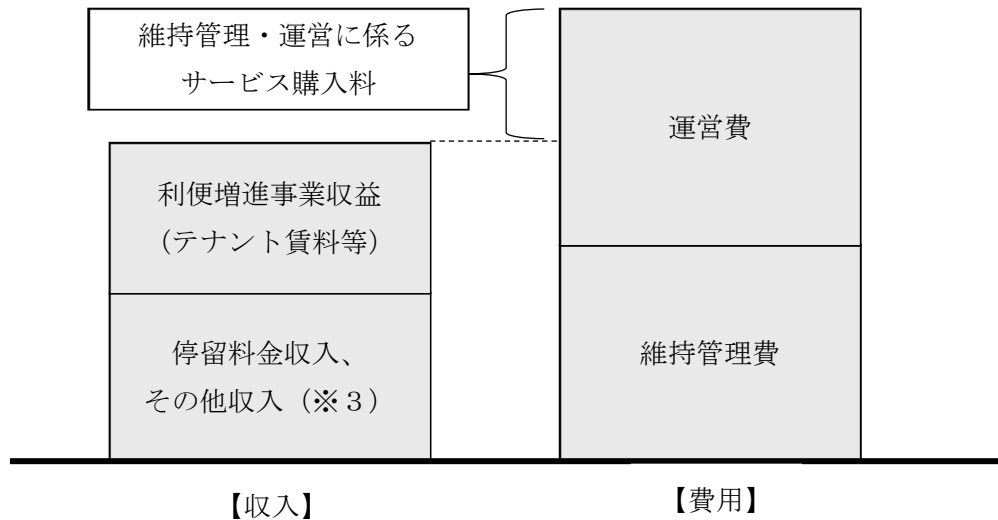 維持管理・運営に係る
サービス購入料
運営費
利便増進事業収益
（テナント賃料等）
停留料金収入、
その他収入（※３）
維持管理費
【収入】
【費用】